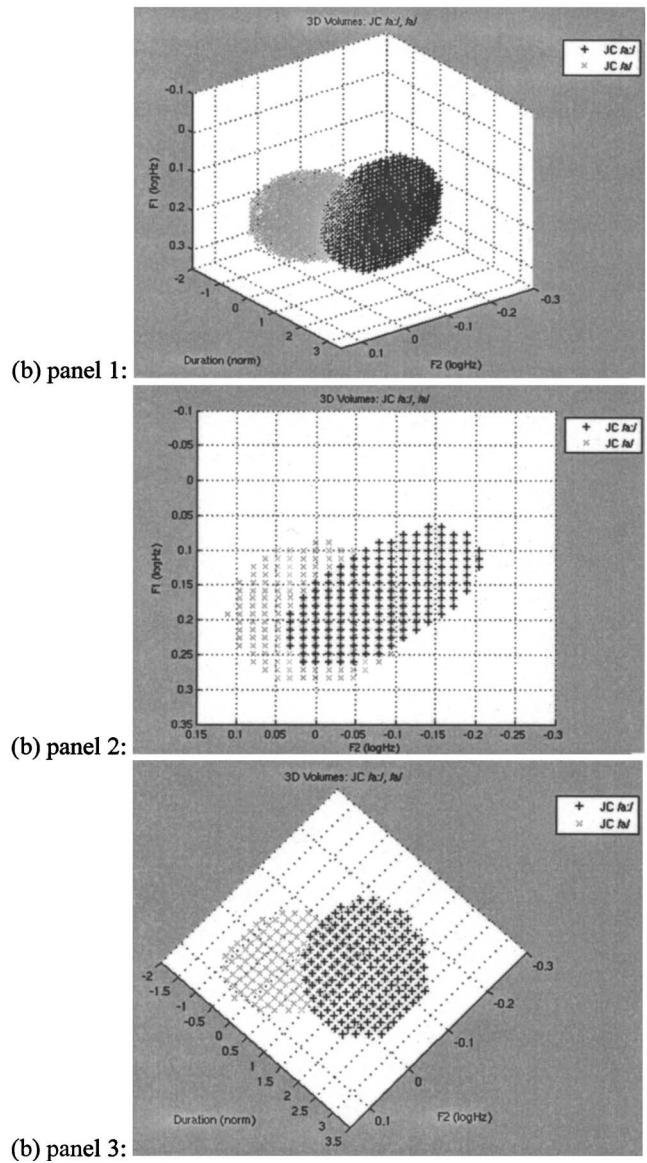 3D Volumes: JC /a:/, /a/
+ JC /a:/
× JC /a/
-0.1
0
0.1
0.2
0.3
F1 (logHz)
-2
-1
0
1
2
3
Duration (norm)
0.1
0
-0.1
-0.2
-0.3
F2 (logHz)
(b) panel 1:
3D Volumes: JC /a:/, /a/
+ JC /a:/
× JC /a/
-0.1
-0.05
0
0.05
0.1
0.15
0.2
0.25
0.3
0.35
F1 (logHz)
0.15 0.1 0.05 0 -0.05 -0.1 -0.15 -0.2 -0.25 -0.3
F2 (logHz)
(b) panel 2:
3D Volumes: JC /a:/, /a/
+ JC /a:/
× JC /a/
-2
-1.5
-1
-0.5
0
0.5
1
1.5
2
2.5
3
3.5
Duration (norm)
0.1
0
-0.1
-0.2
-0.3
F2 (logHz)
(b) panel 3: